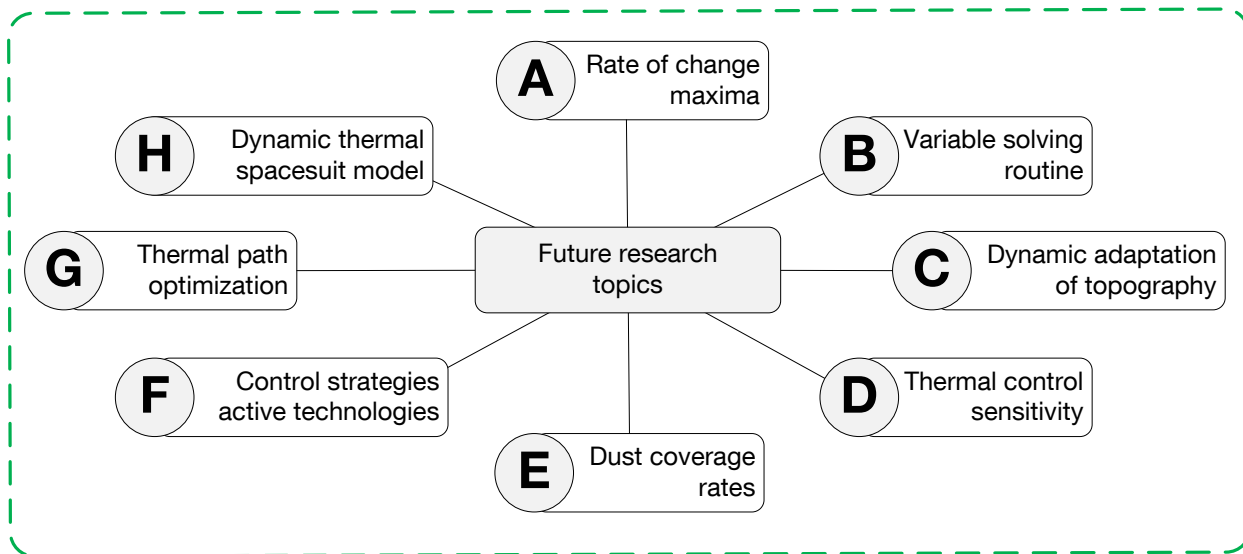 A
Rate of change
maxima
B
Variable solving
routine
C
Dynamic adaptation
of topography
D
Thermal control
sensitivity
E
Dust coverage
rates
F
Control strategies
active technologies
G
Thermal path
optimization
H
Dynamic thermal
spacesuit model
Future research
topics